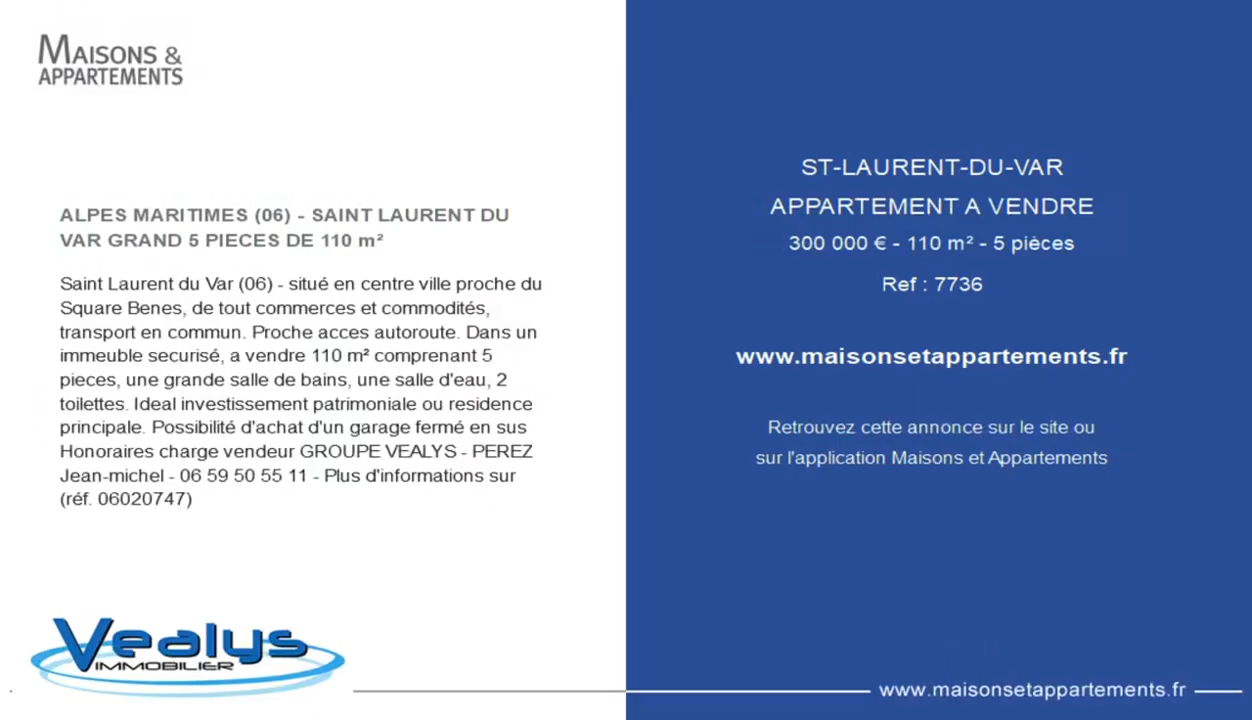 MAISONS &
APPARTEMENTS
ALPES MARITIMES (06) - SAINT LAURENT DU
VAR GRAND 5 PIECES DE 110 m²
Saint Laurent du Var (06) - situé en centre ville proche du
Square Benes, de tout commerces et commodités,
transport en commun. Proche acces autoroute. Dans un
immeuble securisé, a vendre 110 m² comprenant 5
pieces, une grande salle de bains, une salle d'eau, 2
toilettes. Ideal investissement patrimoniale ou residence
principale. Possibilité d'achat d'un garage fermé en sus
Honoraires charge vendeur GROUPE VEALYS - PEREZ
Jean-michel - 06 59 50 55 11 - Plus d'informations sur
(réf. 06020747)
Vealys
IMMOBILIER
ST-LAURENT-DU-VAR
APPARTEMENT A VENDRE
300 000 € - 110 m² - 5 pièces
Ref : 7736
www.maisonsetappartements.fr
Retrouvez cette annonce sur le site ou
sur l'application Maisons et Appartements
www.maisonsetappartements.fr